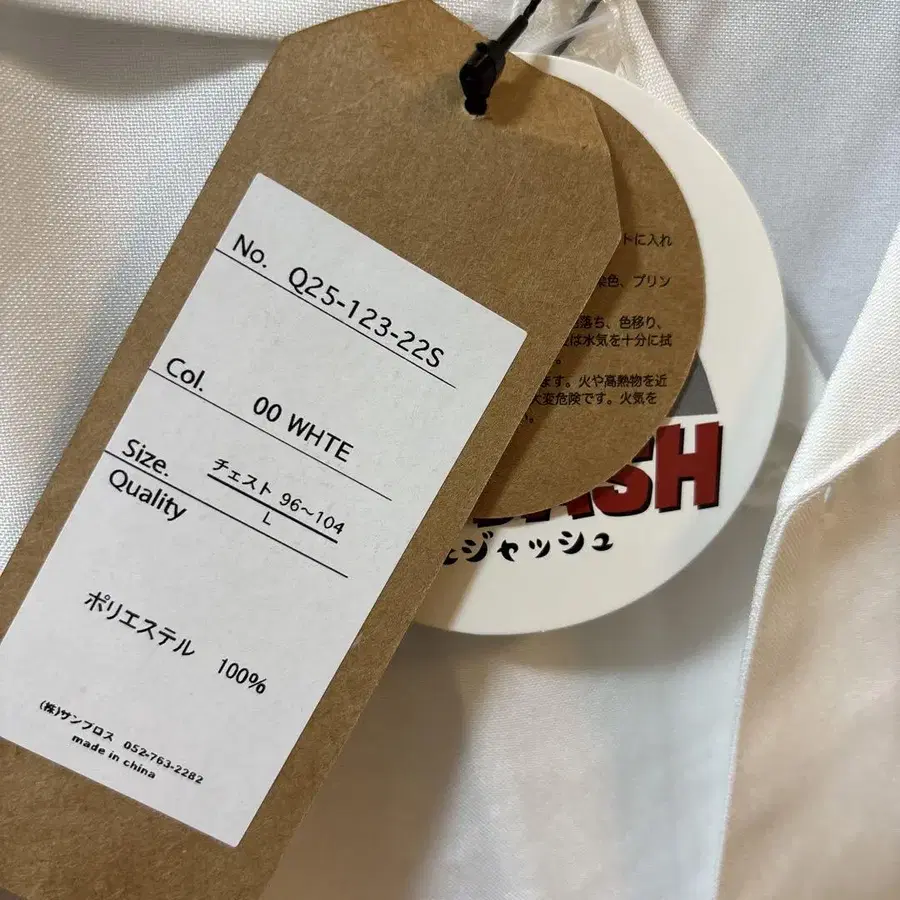 No. Q25-123-22S
Col. 00 WHTE
Size. チェスト 96~104
L
Quality
ポリエステル 100%
(株)サンプロス 052-763-2282
made in china
トに入れ
色、プリン
落ち、色移り、
は水気を十分に拭
ます。火や高熱物を近
大変危険です。火気を
ASH
ジャッシュ